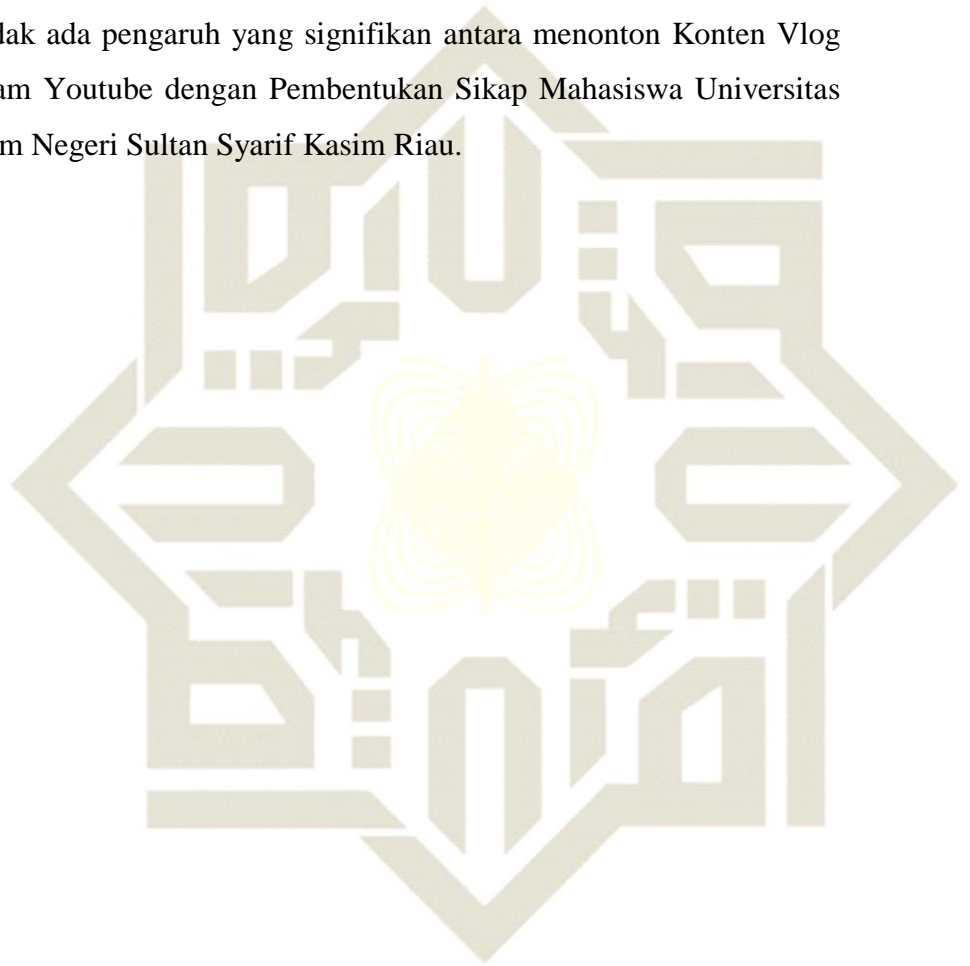 dak ada pengaruh yang signifikan antara menonton Konten Vlog
am Youtube dengan Pembentukan Sikap Mahasiswa Universitas
m Negeri Sultan Syarif Kasim Riau.